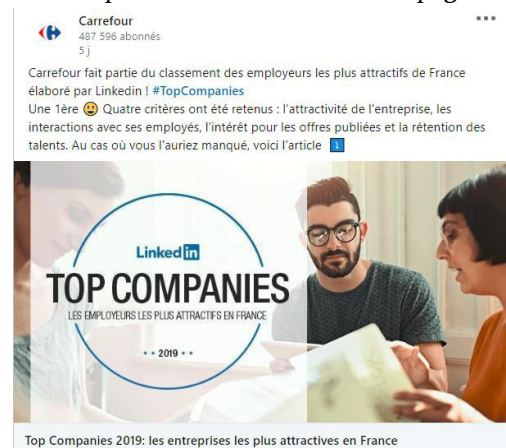 Carrefour
487 596 abonnés
5 j
Carrefour fait partie du classement des employeurs les plus attractifs de France
élaboré par Linkedin ! #TopCompanies
Une 1ère 😃 Quatre critères ont été retenus : l'attractivité de l'entreprise, les
interactions avec ses employés, l'intérêt pour les offres publiées et la rétention des
talents. Au cas où vous l'auriez manqué, voici l'article ⤵
Linked in
TOP COMPANIES
LES EMPLOYEURS LES PLUS ATTRACTIFS EN FRANCE
• • 2019 • •
Top Companies 2019: les entreprises les plus attractives en France